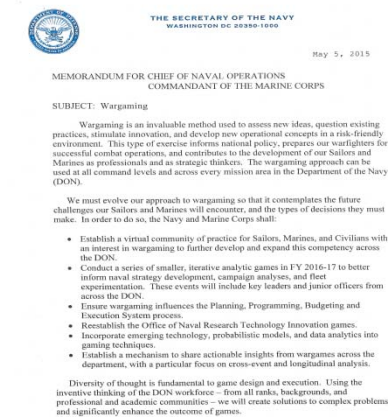 THE SECRETARY OF THE NAVY
WASHINGTON DC 20350-1000
May 5, 2015
MEMORANDUM FOR CHIEF OF NAVAL OPERATIONS
COMMANDANT OF THE MARINE CORPS
SUBJECT: Wargaming
Wargaming is an invaluable method used to assess new ideas, question existing
practices, stimulate innovation, and develop new operational concepts in a risk-friendly
environment. This type of exercise informs national policy, prepares our warfighters for
successful combat operations, and contributes to the development of our Sailors and
Marines as professionals and as strategic thinkers. The wargaming approach can be
used at all command levels and across every mission area in the Department of the Navy
(DON).
We must evolve our approach to wargaming so that it contemplates the future
challenges our Sailors and Marines will encounter, and the types of decisions they must
make. In order to do so, the Navy and Marine Corps shall:
• Establish a virtual community of practice for Sailors, Marines, and Civilians with
an interest in wargaming to further develop and expand this competency across
the DON.
• Conduct a series of smaller, iterative analytic games in FY 2016-17 to better
inform naval strategy development, campaign analyses, and fleet
experimentation. These events will include key leaders and junior officers from
across the DON.
• Ensure wargaming influences the Planning, Programming, Budgeting and
Execution System process.
• Reestablish the Office of Naval Research Technology Innovation games.
• Incorporate emerging technology, probabilistic models, and data analytics into
gaming techniques.
• Establish a mechanism to share actionable insights from wargames across the
department, with a particular focus on cross-event and longitudinal analysis.
Diversity of thought is fundamental to game design and execution. Using the
inventive thinking of the DON workforce – from all ranks, backgrounds, and
professional and academic communities – we will create solutions to complex problems
and significantly enhance the outcome of games.